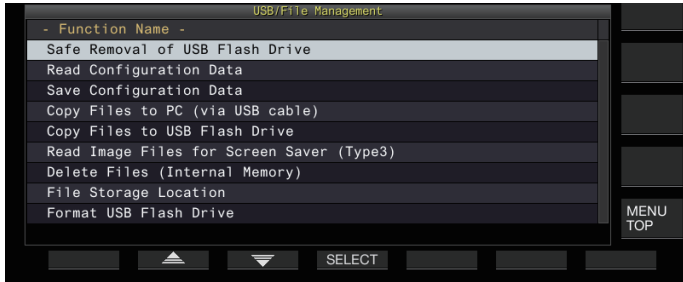 USB/File Management
- Function Name -
Safe Removal of USB Flash Drive
Read Configuration Data
Save Configuration Data
Copy Files to PC (via USB cable)
Copy Files to USB Flash Drive
Read Image Files for Screen Saver (Type3)
Delete Files (Internal Memory)
File Storage Location
Format USB Flash Drive
MENU
TOP
SELECT